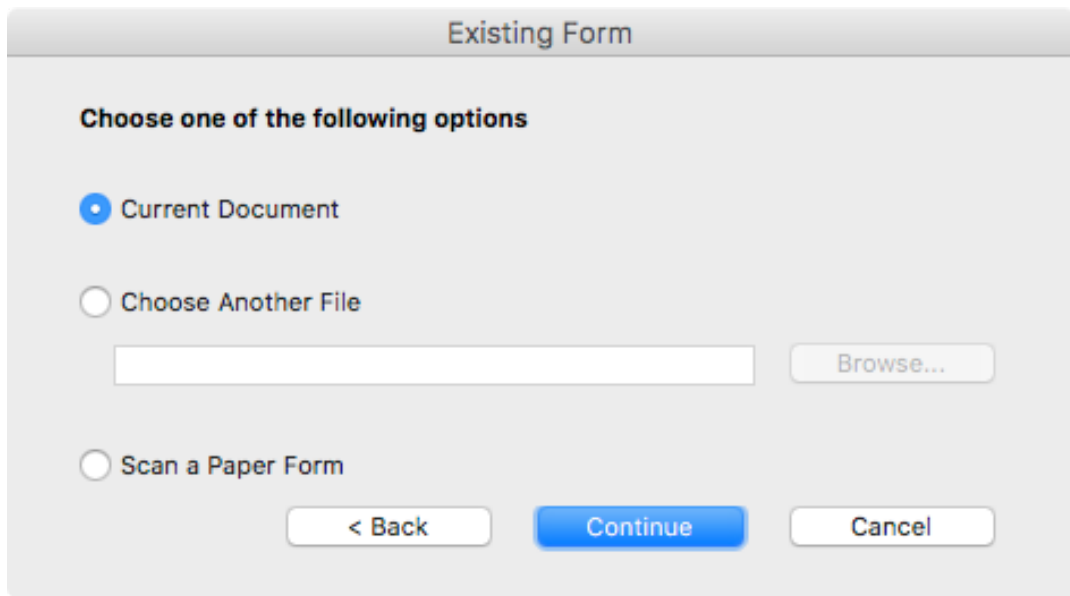 Existing Form
Choose one of the following options
Current Document
Choose Another File
Browse...
Scan a Paper Form
< Back Continue Cancel